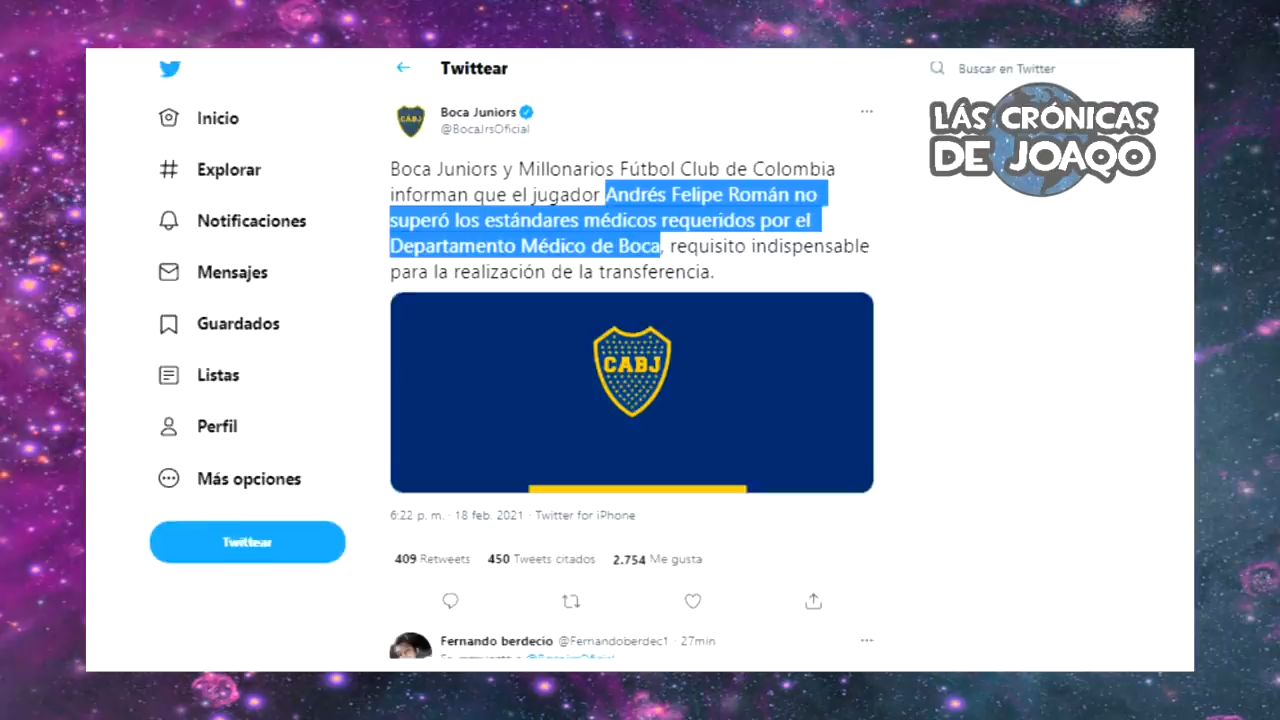 Twittear
Buscar en Twitter
LÁS CRÓNICAS
DE JOAQO
Inicio
Explorar
Notificaciones
Mensajes
Guardados
Listas
Perfil
Más opciones
Twittear
Boca Juniors
@BocaJrsOficial
Boca Juniors y Millonarios Fútbol Club de Colombia
informan que el jugador Andrés Felipe Román no
superó los estándares médicos requeridos por el
Departamento Médico de Boca, requisito indispensable
para la realización de la transferencia.
CABJ
6:22 p. m. · 18 feb. 2021 · Twitter for iPhone
409 Retweets 450 Tweets citados 2.754 Me gusta
Fernando berdecio @Fernandoberdec1 · 27min